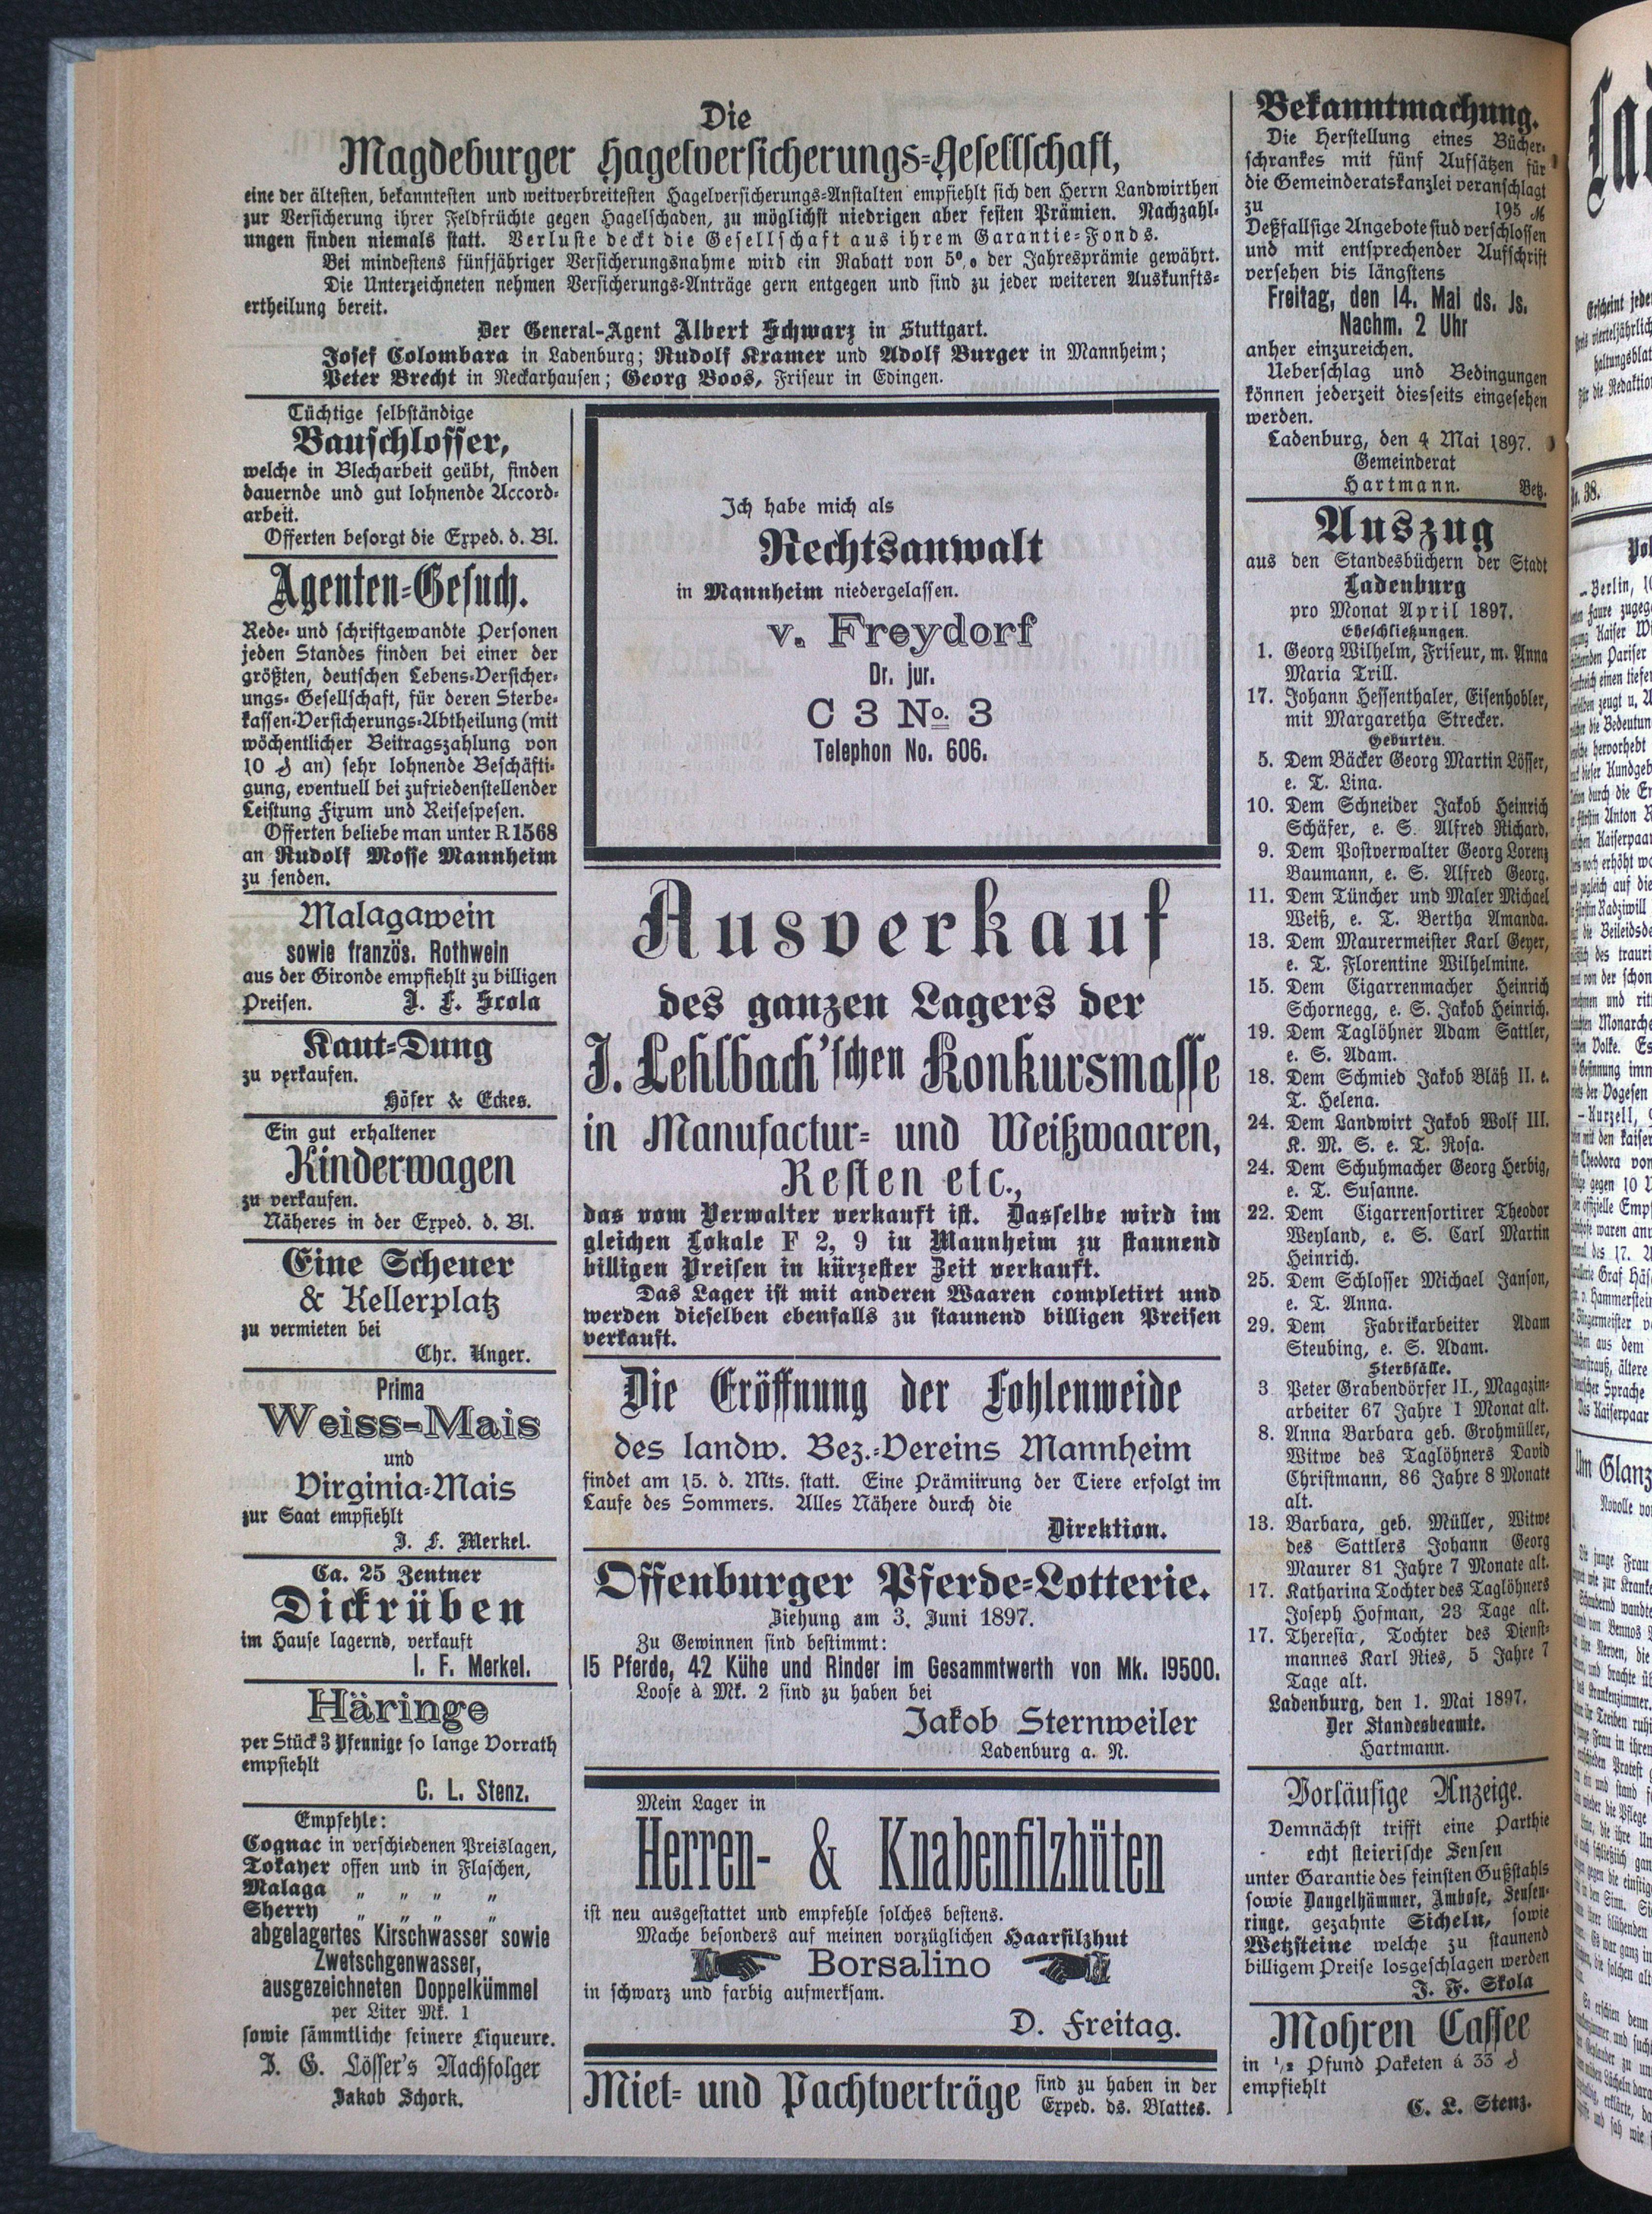 Die
Magdeburger Hagelversicherungs-Gesellschaft,
eine der ältesten, bekanntesten und weitverbreitesten Hagelversicherungs-Anstalten empfiehlt sich den Herrn Landwirthen
zur Versicherung ihrer Feldfrüchte gegen Hagelschaden, zu möglichst niedrigen aber festen Prämien. Nachzahl-
ungen finden niemals statt. Verluste deckt die Gesellschaft aus ihrem Garantie-Fonds.
Bei mindestens fünfjähriger Versicherungsnahme wird ein Rabatt von 5% der Jahresprämie gewährt.
Die Unterzeichneten nehmen Versicherungs-Anträge gern entgegen und sind zu jeder weiteren Auskunfts-
ertheilung bereit.
Der General-Agent Albert Schwarz in Stuttgart.
Josef Colombara in Ladenburg; Rudolf Kramer und Adolf Burger in Mannheim;
Peter Brecht in Neckarhausen; Georg Boos, Friseur in Edingen.
Tüchtige selbständige
Bauschlosser,
welche in Blecharbeit geübt, finden
dauernde und gut lohnende Accord-
arbeit.
Offerten besorgt die Exped. d. Bl.
Agenten-Gesuch.
Rede- und schriftgewandte Personen
jeden Standes finden bei einer der
größten, deutschen Lebens-Versicher-
ungs-Gesellschaft, für deren Sterbe-
kassen-Versicherungs-Abtheilung (mit
wöchentlicher Beitragszahlung von
10 ₰ an) sehr lohnende Beschäfti-
gung, eventuell bei zufriedenstellender
Leistung Fixum und Reisespesen.
Offerten beliebe man unter R 1568
an Rudolf Mosse Mannheim
zu senden.
Malagawein
sowie französ. Rothwein
aus der Gironde empfiehlt zu billigen
Preisen. J. F. Scola
Kaut-Dung
zu verkaufen.
Höfer & Eckes.
Ein gut erhaltener
Kinderwagen
zu verkaufen.
Näheres in der Exped. d. Bl.
Eine Scheuer
& Kellerplatz
zu vermieten bei
Chr. Unger.
Prima
Weiss-Mais
und
Virginia-Mais
zur Saat empfiehlt
J. F. Merkel.
Ca. 25 Zentner
Dickrüben
im Hause lagernd, verkauft
I. F. Merkel.
Häringe
per Stück 3 Pfennige so lange Vorrath
empfiehlt
C. L. Stenz.
Empfehle:
Cognac in verschiedenen Preislagen,
Tokayer offen und in Flaschen,
Malaga „ „ „ „
Sherry „ „ „ „
abgelagertes Kirschwasser sowie
Zwetschgenwasser,
ausgezeichneten Doppelkümmel
per Liter Mk. 1
sowie sämmtliche feinere Liqueure.
J. G. Lösser's Nachfolger
Jakob Schork.
Ich habe mich als
Rechtsanwalt
in Mannheim niedergelassen.
v. Freydorf
Dr. jur.
C 3 No. 3
Telephon No. 606.
Ausverkauf
des ganzen Lagers der
J. Lehlbach'schen Konkursmasse
in Manufactur- und Weißwaaren,
Resten etc.,
das vom Verwalter verkauft ist. Dasselbe wird im
gleichen Lokale F 2, 9 in Mannheim zu staunend
billigen Preisen in kürzester Zeit verkauft.
Das Lager ist mit anderen Waaren completirt und
werden dieselben ebenfalls zu staunend billigen Preisen
verkauft.
Die Eröffnung der Fohlenweide
des landw. Bez.-Vereins Mannheim
findet am 15. d. Mts. statt. Eine Prämiirung der Tiere erfolgt im
Laufe des Sommers. Alles Nähere durch die
Direktion.
Offenburger Pferde-Lotterie.
Ziehung am 3. Juni 1897.
Zu Gewinnen sind bestimmt:
15 Pferde, 42 Kühe und Rinder im Gesammtwerth von Mk. 19500.
Loose à Mk. 2 sind zu haben bei
Jakob Sternweiler
Ladenburg a. N.
Mein Lager in
Herren- & Knabenfilzhüten
ist neu ausgestattet und empfehle solches bestens.
Mache besonders auf meinen vorzüglichen Haarfilzhut
Borsalino
in schwarz und farbig aufmerksam.
D. Freitag.
Miet- und Pachtverträge sind zu haben in der
Exped. ds. Blattes.
Bekanntmachung.
Die Herstellung eines Bücher-
schrankes mit fünf Aufsätzen für
die Gemeinderatskanzlei veranschlagt
zu 195 ℳ
Deßfallsige Angebote sind verschlossen
und mit entsprechender Aufschrift
versehen bis längstens
Freitag, den 14. Mai ds. Js.
Nachm. 2 Uhr
anher einzureichen.
Ueberschlag und Bedingungen
können jederzeit diesseits eingesehen
werden.
Ladenburg, den 4 Mai 1897.
Gemeinderat
Hartmann. Betz.
Auszug
aus den Standesbüchern der Stadt
Ladenburg
pro Monat April 1897.
Eheschließungen.
1. Georg Wilhelm, Friseur, m. Anna
Maria Trill.
17. Johann Hessenthaler, Eisenhobler,
mit Margaretha Strecker.
Geburten.
5. Dem Bäcker Georg Martin Lösser,
e. T. Lina.
10. Dem Schneider Jakob Heinrich
Schäfer, e. S. Alfred Richard.
9. Dem Postverwalter Georg Lorenz
Baumann, e. S. Alfred Georg.
11. Dem Tüncher und Maler Michael
Weiß, e. T. Bertha Amanda.
13. Dem Maurermeister Karl Geyer,
e. T. Florentine Wilhelmine.
15. Dem Cigarrenmacher Heinrich
Schornegg, e. S. Jakob Heinrich.
19. Dem Taglöhner Adam Sattler,
e. S. Adam.
18. Dem Schmied Jakob Bläß II. e.
T. Helena.
24. Dem Landwirt Jakob Wolf III.
K. M. S. e. T. Rosa.
24. Dem Schuhmacher Georg Herbig,
e. T. Susanne.
22. Dem Cigarrensortirer Theodor
Weyland, e. S. Carl Martin
Heinrich.
25. Dem Schlosser Michael Janson,
e. T. Anna.
29. Dem Fabrikarbeiter Adam
Steubing, e. S. Adam.
Sterbfälle.
3 Peter Grabendörfer II., Magazin-
arbeiter 67 Jahre 1 Monat alt.
8. Anna Barbara geb. Grohmüller,
Witwe des Taglöhners David
Christmann, 86 Jahre 8 Monate
alt.
13. Barbara, geb. Müller, Witwe
des Sattlers Johann Georg
Maurer 81 Jahre 7 Monate alt.
17. Katharina Tochter des Taglöhners
Joseph Hofman, 23 Tage alt.
17. Theresia, Tochter des Dienst-
mannes Karl Ries, 5 Jahre 7
Tage alt.
Ladenburg, den 1. Mai 1897.
Der Standesbeamte.
Hartmann.
Vorläufige Anzeige.
Demnächst trifft eine Parthie
echt steierische Sensen
unter Garantie des feinsten Gußstahls
sowie Dangelhämmer, Ambose, Sensen-
ringe, gezahnte Sicheln, sowie
Wetzsteine welche zu staunend
billigem Preise losgeschlagen werden
J. F. Skola
Mohren Caffee
in 1/2 Pfund Paketen á 33 ₰
empfiehlt
C. L. Stenz.